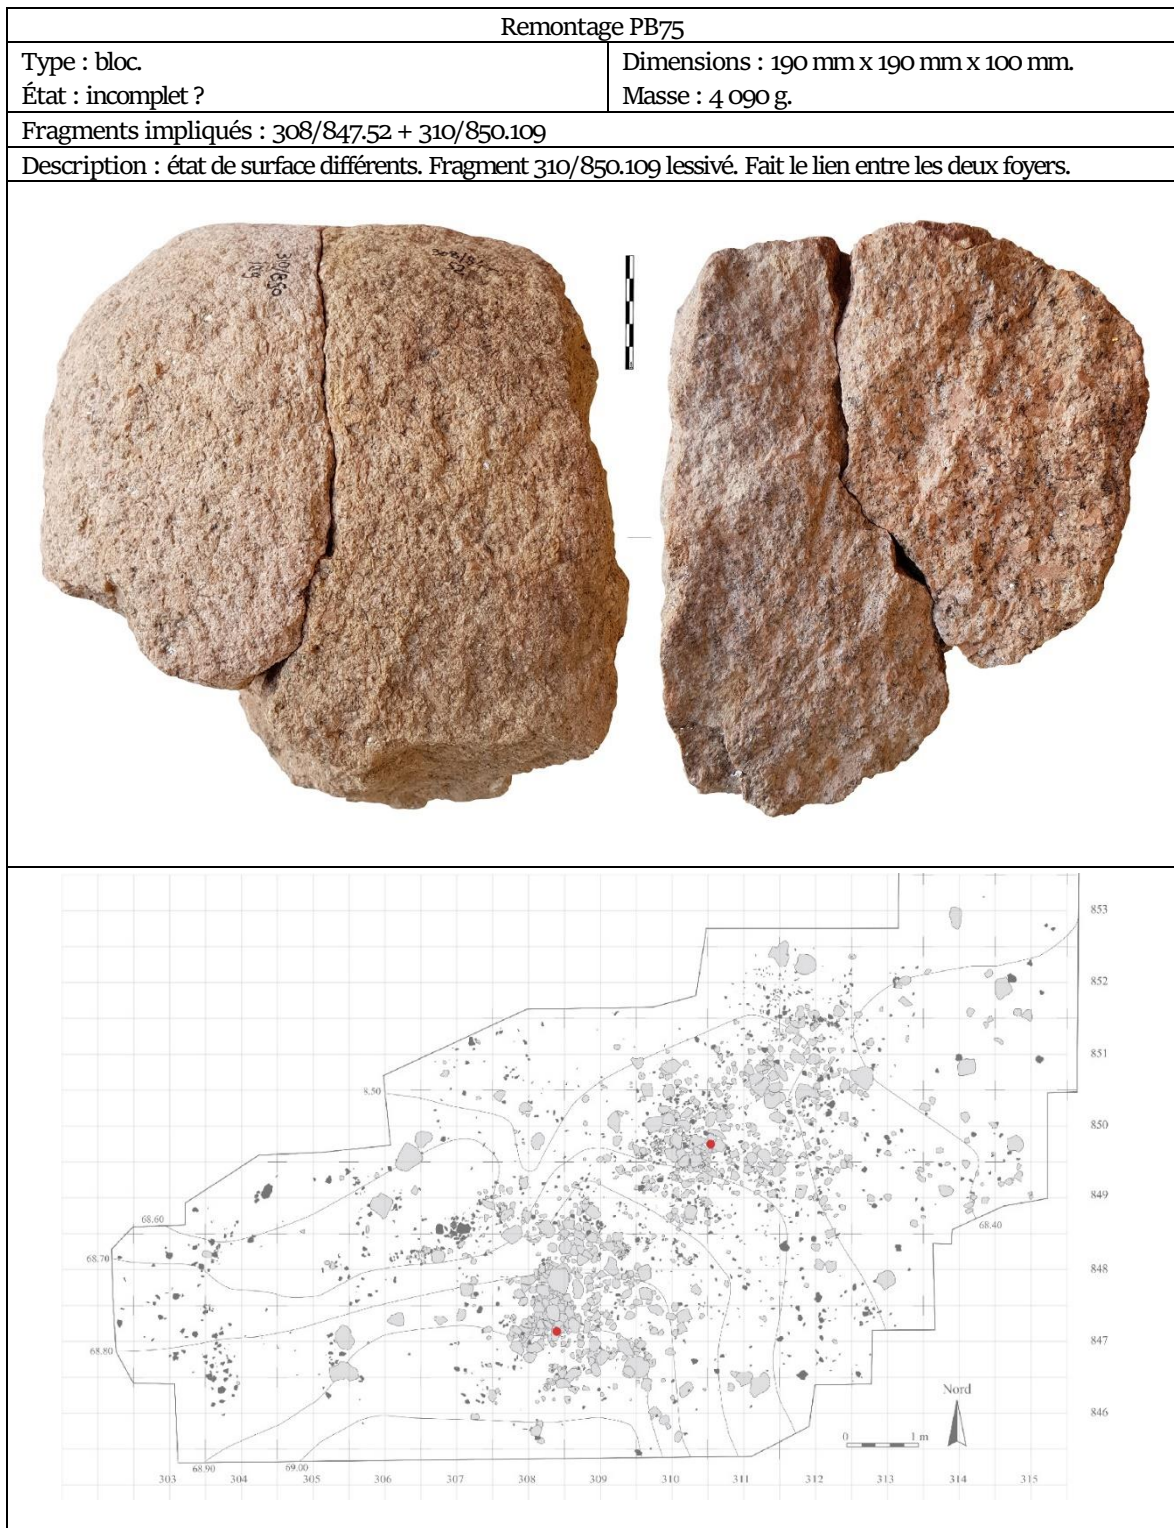 Remontage PB75
Type : bloc.
État : incomplet ?
Dimensions : 190 mm x 190 mm x 100 mm.
Masse : 4 090 g.
Fragments impliqués : 308/847.52 + 310/850.109
Description : état de surface différents. Fragment 310/850.109 lessivé. Fait le lien entre les deux foyers.
310/850
109
853
852
851
8.50
850
849
68.60
68.40
68.70
848
847
68.80
Nord
846
0 1 m
68.90 69.00
303 304 305 306 307 308 309 310 311 312 313 314 315